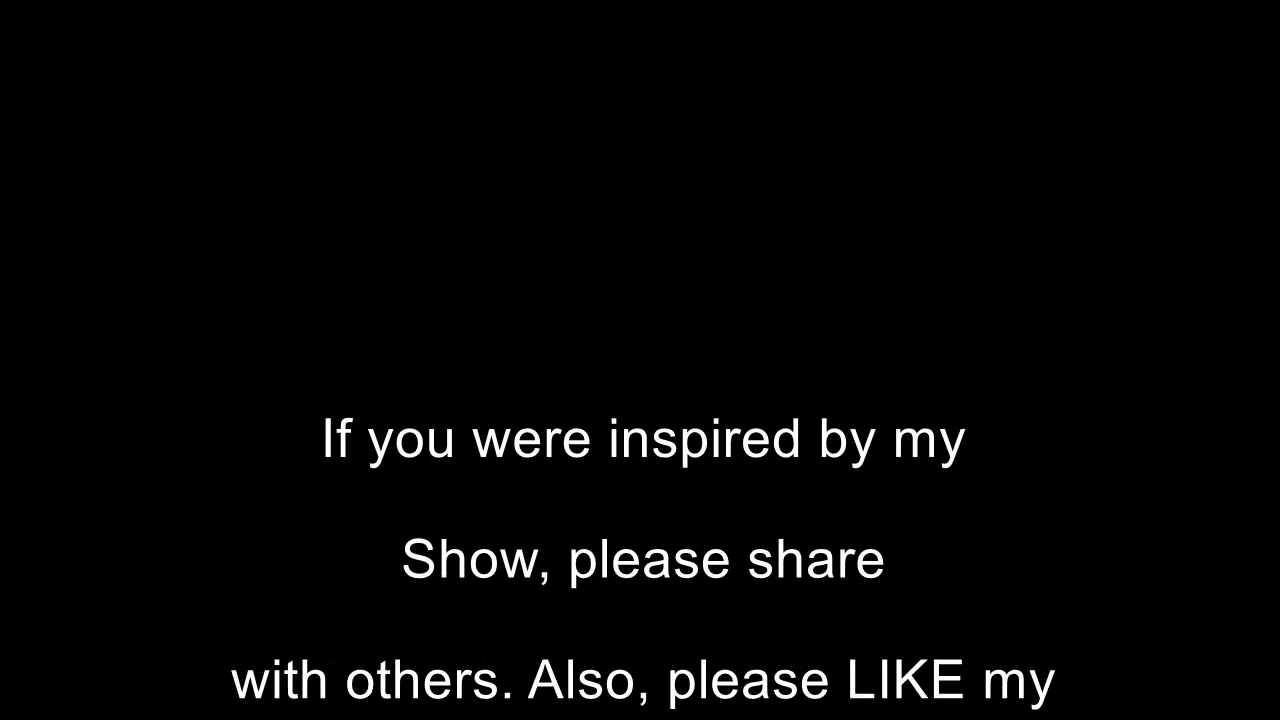 If you were inspired by my
Show, please share
with others. Also, please LIKE my